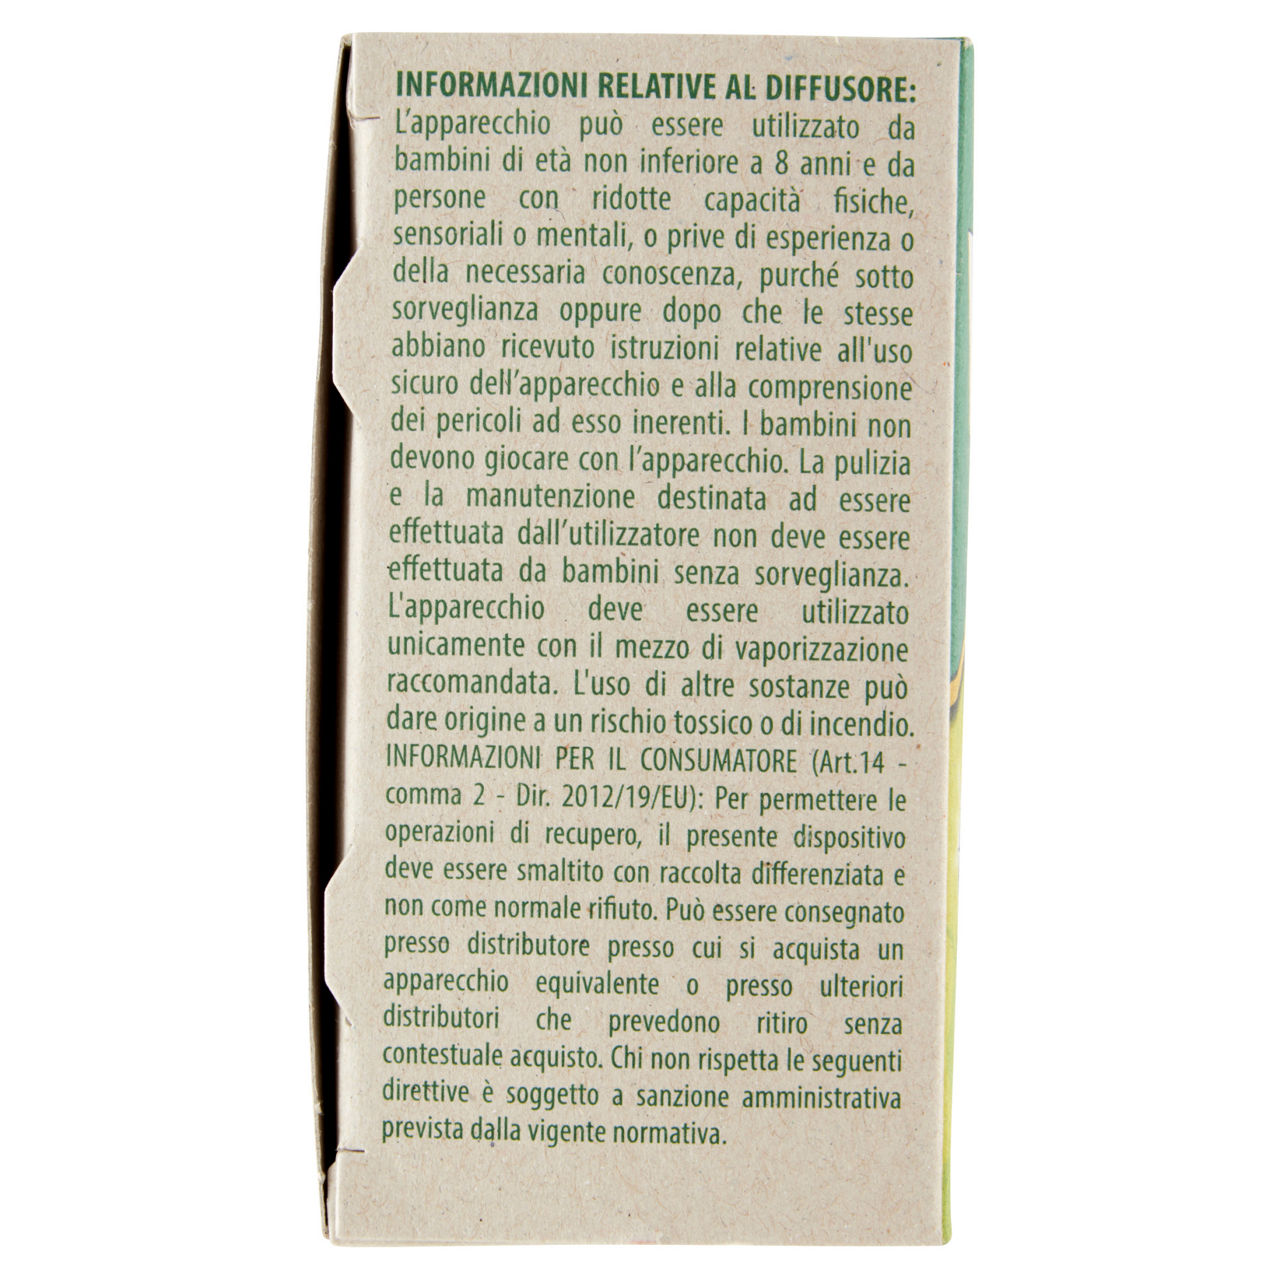 INFORMAZIONI RELATIVE AL DIFFUSORE:
L'apparecchio può essere utilizzato da
bambini di età non inferiore a 8 anni e da
persone con ridotte capacità fisiche,
sensoriali o mentali, o prive di esperienza o
della necessaria conoscenza, purché sotto
sorveglianza oppure dopo che le stesse
abbiano ricevuto istruzioni relative all'uso
sicuro dell'apparecchio e alla comprensione
dei pericoli ad esso inerenti. I bambini non
devono giocare con l'apparecchio. La pulizia
e la manutenzione destinata ad essere
effettuata dall'utilizzatore non deve essere
effettuata da bambini senza sorveglianza.
L'apparecchio deve essere utilizzato
unicamente con il mezzo di vaporizzazione
raccomandata. L'uso di altre sostanze può
dare origine a un rischio tossico o di incendio.
INFORMAZIONI PER IL CONSUMATORE (Art.14 -
comma 2 - Dir. 2012/19/EU): Per permettere le
operazioni di recupero, il presente dispositivo
deve essere smaltito con raccolta differenziata e
non come normale rifiuto. Può essere consegnato
presso distributore presso cui si acquista un
apparecchio equivalente o presso ulteriori
distributori che prevedono ritiro senza
contestuale acquisto. Chi non rispetta le seguenti
direttive è soggetto a sanzione amministrativa
prevista dalla vigente normativa.